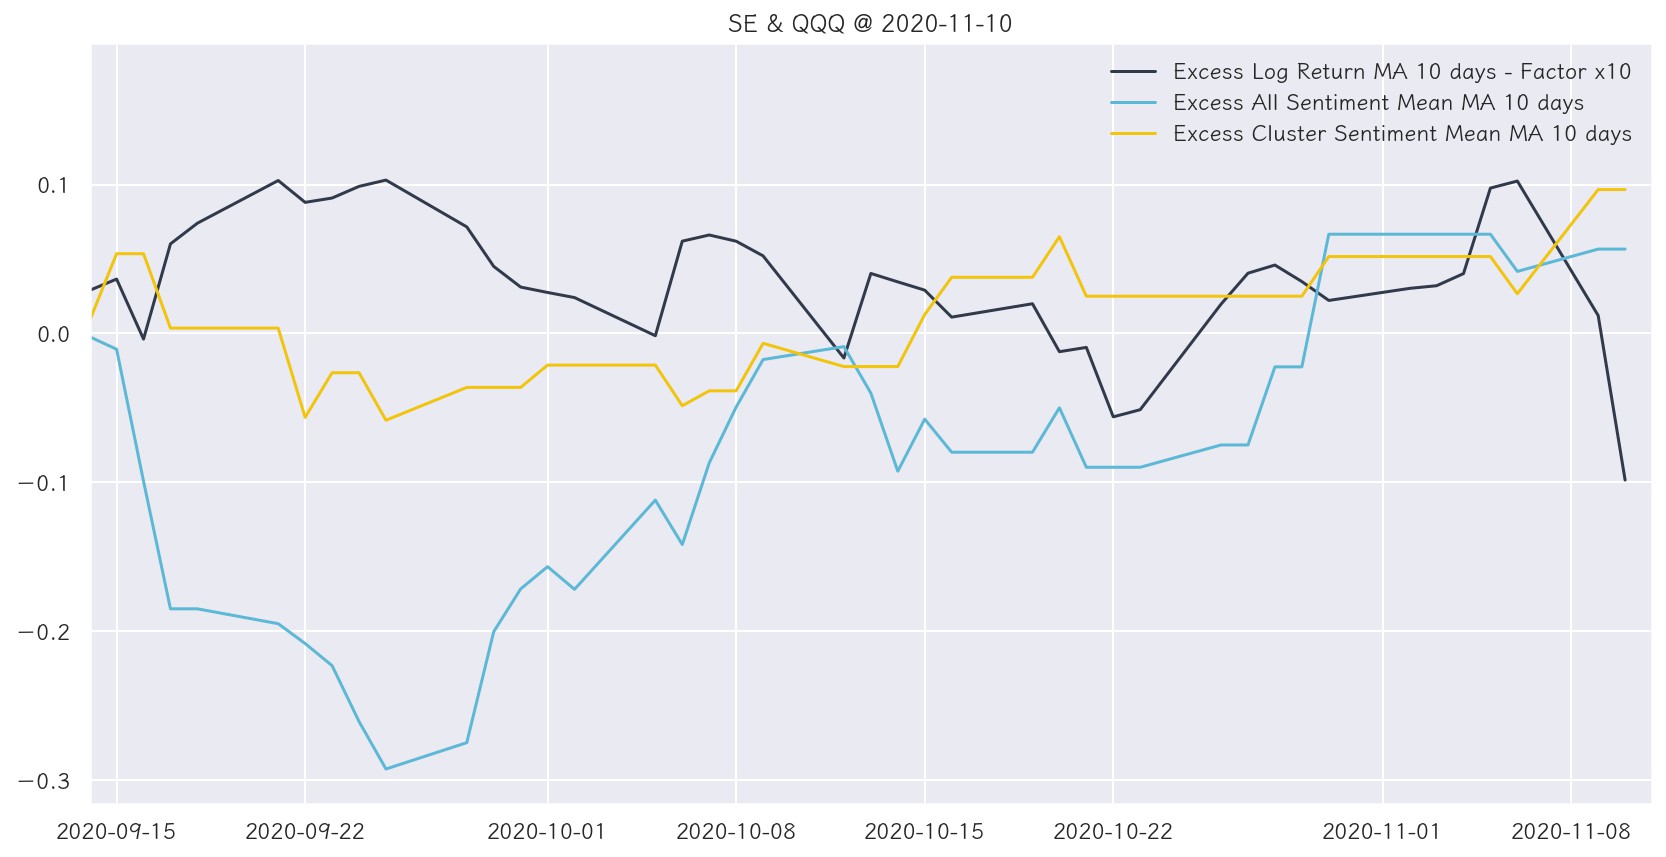 SE & QQQ @ 2020-11-10
Excess Log Return MA 10 days - Factor x10
Excess All Sentiment Mean MA 10 days
Excess Cluster Sentiment Mean MA 10 days
0.1
0.0
−0.1
−0.2
−0.3
2020-09-15 2020-09-22 2020-10-01 2020-10-08 2020-10-15 2020-10-22 2020-11-01 2020-11-08